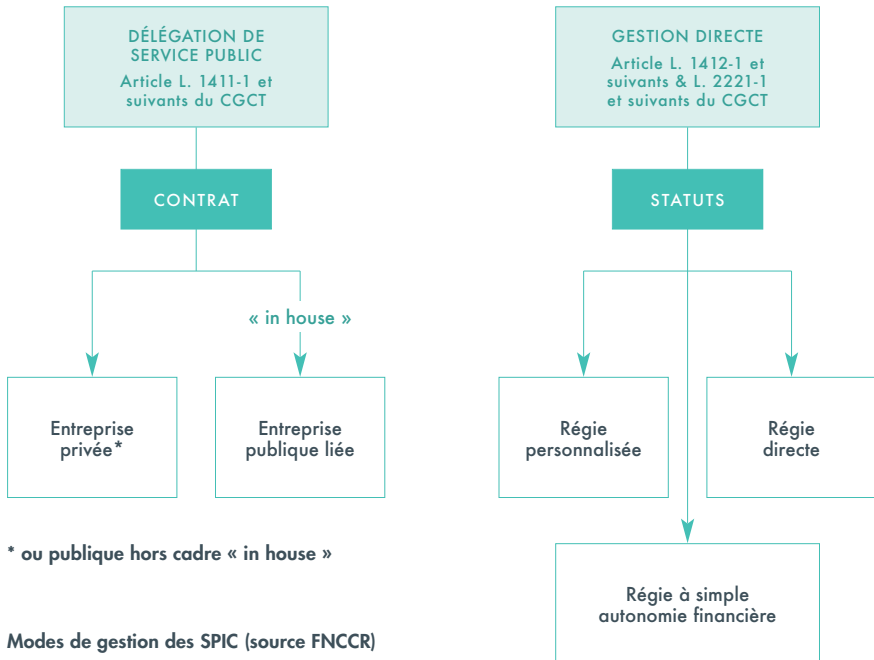 DÉLÉGATION DE
SERVICE PUBLIC
Article L. 1411-1 et
suivants du CGCT
CONTRAT
« in house »
Entreprise
privée*
Entreprise
publique liée
* ou publique hors cadre « in house »
Modes de gestion des SPIC (source FNCCR)
GESTION DIRECTE
Article L. 1412-1 et
suivants & L. 2221-1
et suivants du CGCT
STATUTS
Régie
personnalisée
Régie
directe
Régie à simple
autonomie financière